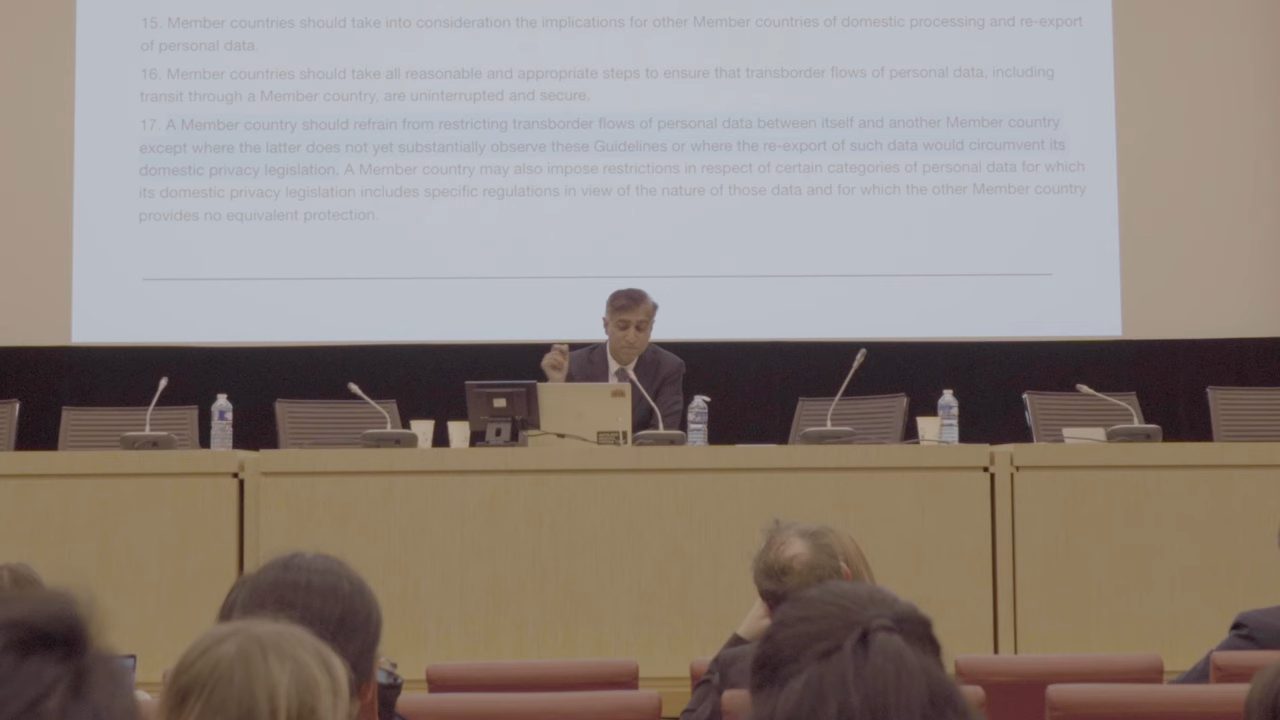 15. Member countries should take into consideration the implications for other Member countries of domestic processing and re-export
of personal data.
16. Member countries should take all reasonable and appropriate steps to ensure that transborder flows of personal data, including
transit through a Member country, are uninterrupted and secure.
17. A Member country should refrain from restricting transborder flows of personal data between itself and another Member country
except where the latter does not yet substantially observe these Guidelines or where the re-export of such data would circumvent its
domestic privacy legislation. A Member country may also impose restrictions in respect of certain categories of personal data for which
its domestic privacy legislation includes specific regulations in view of the nature of those data and for which the other Member country
provides no equivalent protection.